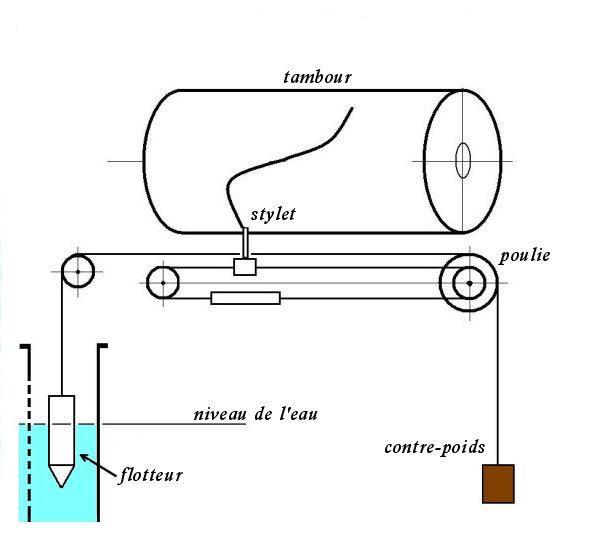 tambour
stylet
poulie
niveau de l'eau
contre-poids
flotteur